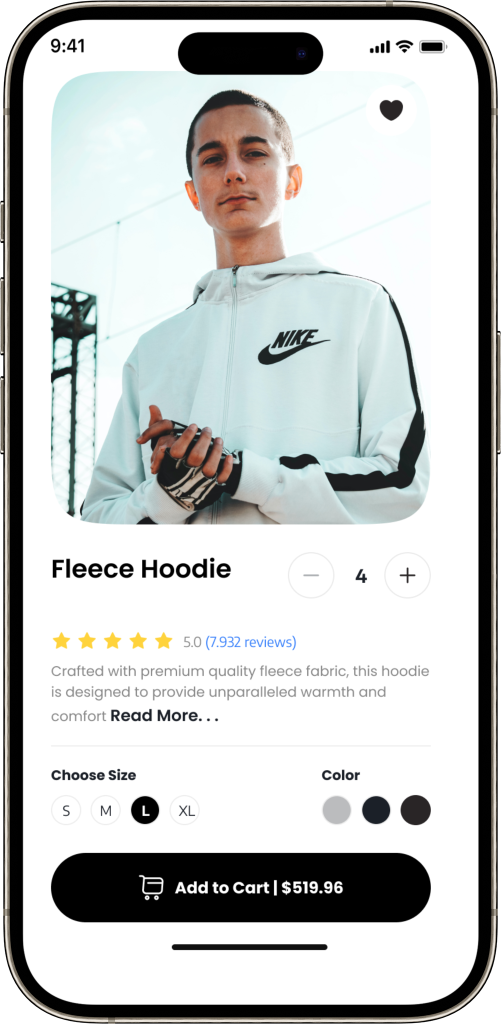 9:41
NIKE
Fleece Hoodie
4
5.0 (7.932 reviews)
Crafted with premium quality fleece fabric, this hoodie
is designed to provide unparalleled warmth and
comfort Read More. . .
Choose Size
Color
S M L XL
Add to Cart | $519.96